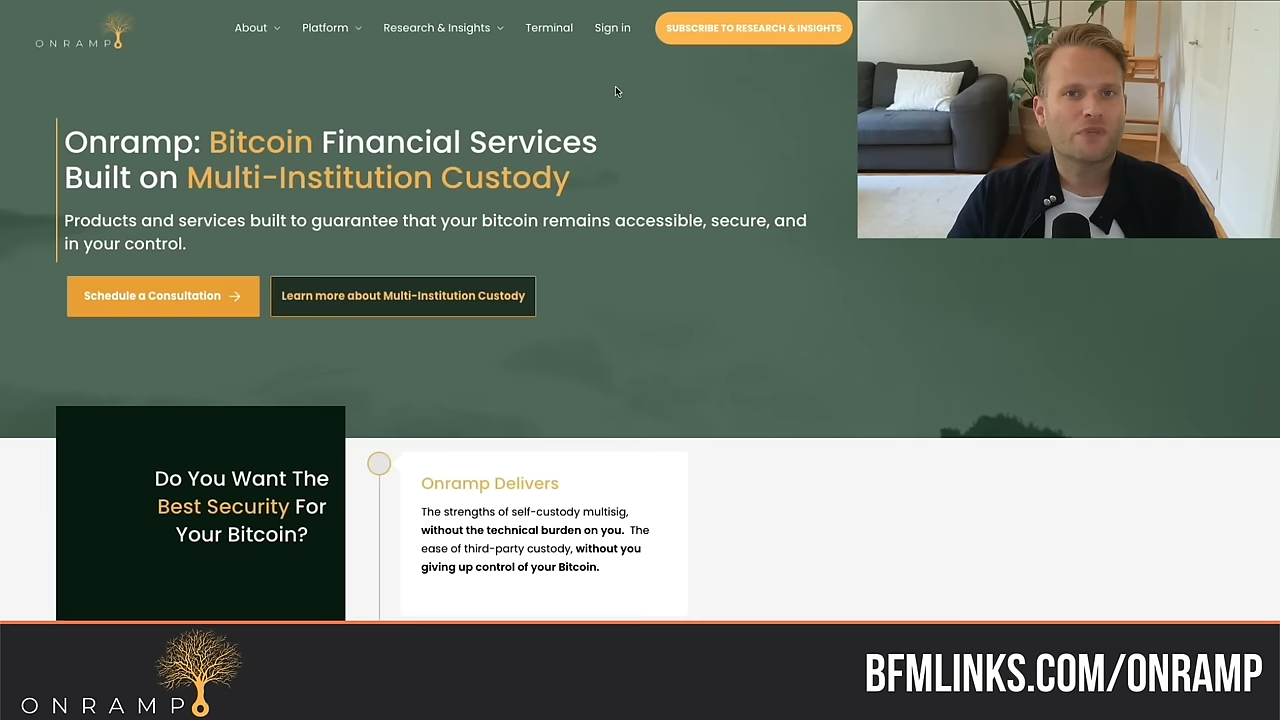 ONRAMP
About
Platform
Research & Insights
Terminal
Sign in
SUBSCRIBE TO RESEARCH & INSIGHTS
Onramp: Bitcoin Financial Services
Built on Multi-Institution Custody
Products and services built to guarantee that your bitcoin remains accessible, secure, and
in your control.
Schedule a Consultation
Learn more about Multi-Institution Custody
Do You Want The
Best Security For
Your Bitcoin?
Onramp Delivers
The strengths of self-custody multisig,
without the technical burden on you. The
ease of third-party custody, without you
giving up control of your Bitcoin.
ONRAMP
BFMLINKS.COM/ONRAMP